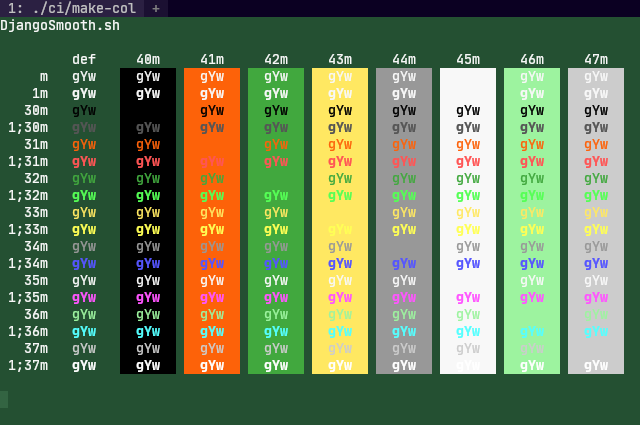 1: ./ci/make-col +
DjangoSmooth.sh
def 40m 41m 42m 43m 44m 45m 46m 47m
m gYw gYw gYw gYw gYw gYw gYw gYw
1m gYw gYw gYw gYw gYw gYw gYw gYw
30m gYw gYw gYw gYw gYw gYw gYw gYw
1;30m gYw gYw gYw gYw gYw gYw gYw gYw gYw
31m gYw gYw gYw gYw gYw gYw gYw gYw
1;31m gYw gYw gYw gYw gYw gYw gYw gYw gYw
32m gYw gYw gYw gYw gYw gYw gYw gYw
1;32m gYw gYw gYw gYw gYw gYw gYw gYw gYw
33m gYw gYw gYw gYw gYw gYw gYw gYw
1;33m gYw gYw gYw gYw gYw gYw gYw gYw gYw
34m gYw gYw gYw gYw gYw gYw gYw gYw
1;34m gYw gYw gYw gYw gYw gYw gYw gYw gYw
35m gYw gYw gYw gYw gYw gYw gYw gYw
1;35m gYw gYw gYw gYw gYw gYw gYw gYw gYw
36m gYw gYw gYw gYw gYw gYw gYw gYw
1;36m gYw gYw gYw gYw gYw gYw gYw gYw gYw
37m gYw gYw gYw gYw gYw gYw gYw gYw
1;37m gYw gYw gYw gYw gYw gYw gYw gYw